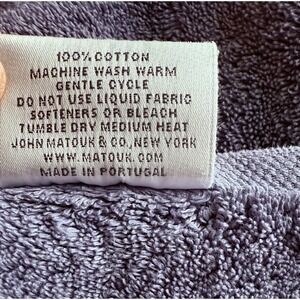 100% COTTON
MACHINE WASH WARM
GENTLE CYCLE
DO NOT USE LIQUID FABRIC
SOFTENERS OR BLEACH
TUMBLE DRY MEDIUM HEAT
JOHN MATOUK & CO., NEW YORK
WWW.MATOUK.COM
MADE IN PORTUGAL